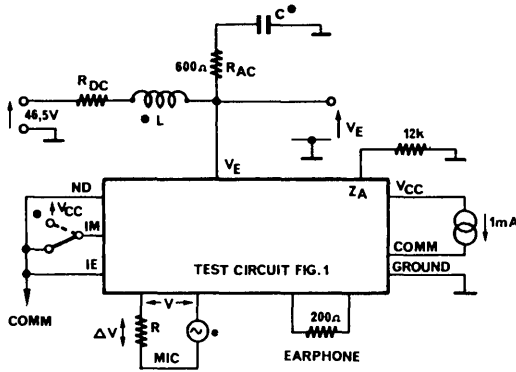 C
600Ω
RAC
RDC
46,5V
L
VE
12k
VE
ZA
ND
VCC
VCC
IM
1mA
COMM
IE
TEST CIRCUIT FIG.1
GROUND
COMM
V
ΔV
R
MIC
200Ω
EARPHONE